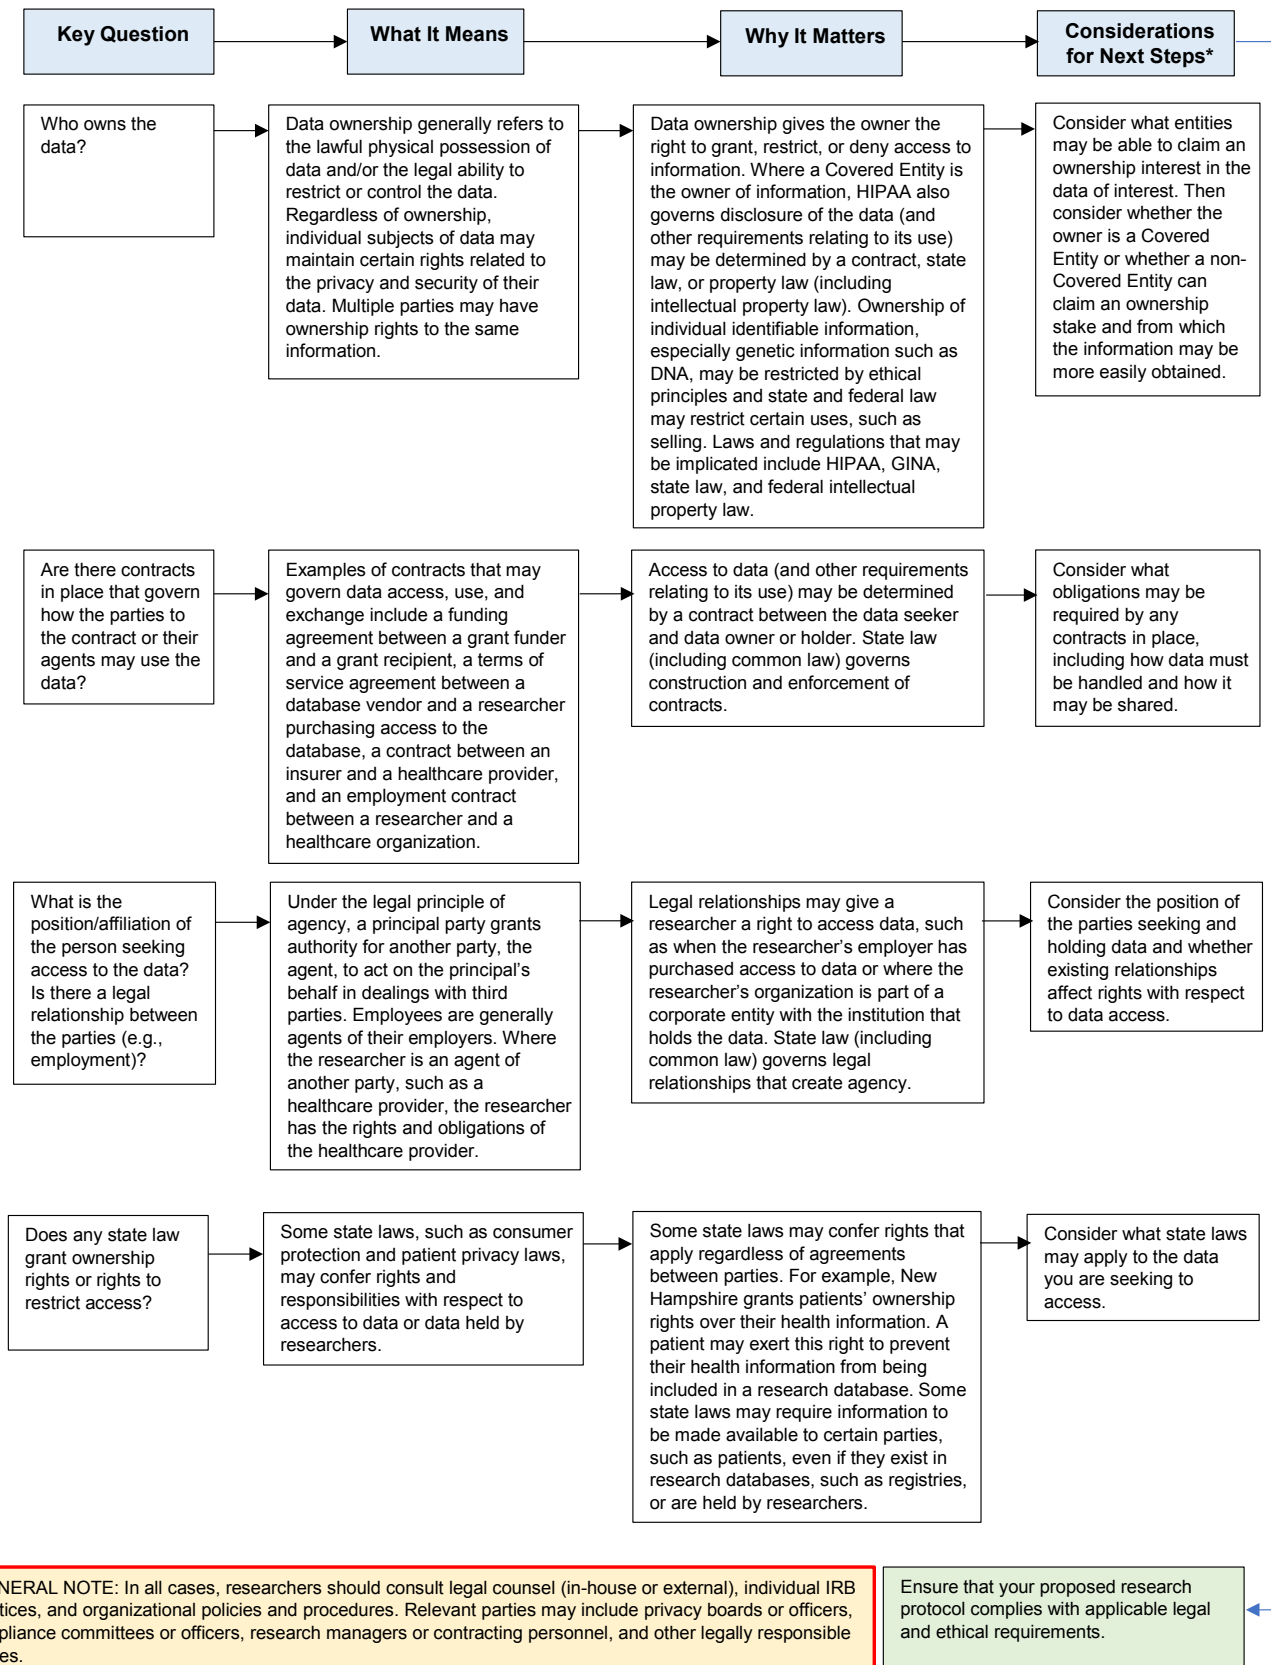 Key Question
What It Means
Why It Matters
Considerations
for Next Steps*
Who owns the
data?
Data ownership generally refers to
the lawful physical possession of
data and/or the legal ability to
restrict or control the data.
Regardless of ownership,
individual subjects of data may
maintain certain rights related to
the privacy and security of their
data. Multiple parties may have
ownership rights to the same
information.
Data ownership gives the owner the
right to grant, restrict, or deny access to
information. Where a Covered Entity is
the owner of information, HIPAA also
governs disclosure of the data (and
other requirements relating to its use)
may be determined by a contract, state
law, or property law (including
intellectual property law). Ownership of
individual identifiable information,
especially genetic information such as
DNA, may be restricted by ethical
principles and state and federal law
may restrict certain uses, such as
selling. Laws and regulations that may
be implicated include HIPAA, GINA,
state law, and federal intellectual
property law.
Consider what entities
may be able to claim an
ownership interest in the
data of interest. Then
consider whether the
owner is a Covered
Entity or whether a non-
Covered Entity can
claim an ownership
stake and from which
the information may be
more easily obtained.
Are there contracts
in place that govern
how the parties to
the contract or their
agents may use the
data?
Examples of contracts that may
govern data access, use, and
exchange include a funding
agreement between a grant funder
and a grant recipient, a terms of
service agreement between a
database vendor and a researcher
purchasing access to the
database, a contract between an
insurer and a healthcare provider,
and an employment contract
between a researcher and a
healthcare organization.
Access to data (and other requirements
relating to its use) may be determined
by a contract between the data seeker
and data owner or holder. State law
(including common law) governs
construction and enforcement of
contracts.
Consider what
obligations may be
required by any
contracts in place,
including how data must
be handled and how it
may be shared.
What is the
position/affiliation of
the person seeking
access to the data?
Is there a legal
relationship between
the parties (e.g.,
employment)?
Under the legal principle of
agency, a principal party grants
authority for another party, the
agent, to act on the principal’s
behalf in dealings with third
parties. Employees are generally
agents of their employers. Where
the researcher is an agent of
another party, such as a
healthcare provider, the researcher
has the rights and obligations of
the healthcare provider.
Legal relationships may give a
researcher a right to access data, such
as when the researcher’s employer has
purchased access to data or where the
researcher’s organization is part of a
corporate entity with the institution that
holds the data. State law (including
common law) governs legal
relationships that create agency.
Consider the position of
the parties seeking and
holding data and whether
existing relationships
affect rights with respect
to data access.
Does any state law
grant ownership
rights or rights to
restrict access?
Some state laws, such as consumer
protection and patient privacy laws,
may confer rights and
responsibilities with respect to
access to data or data held by
researchers.
Some state laws may confer rights that
apply regardless of agreements
between parties. For example, New
Hampshire grants patients’ ownership
rights over their health information. A
patient may exert this right to prevent
their health information from being
included in a research database. Some
state laws may require information to
be made available to certain parties,
such as patients, even if they exist in
research databases, such as registries,
or are held by researchers.
Consider what state laws
may apply to the data
you are seeking to
access.
NERAL NOTE: In all cases, researchers should consult legal counsel (in-house or external), individual IRB
tices, and organizational policies and procedures. Relevant parties may include privacy boards or officers,
pliance committees or officers, research managers or contracting personnel, and other legally responsible
es.
Ensure that your proposed research
protocol complies with applicable legal
and ethical requirements.